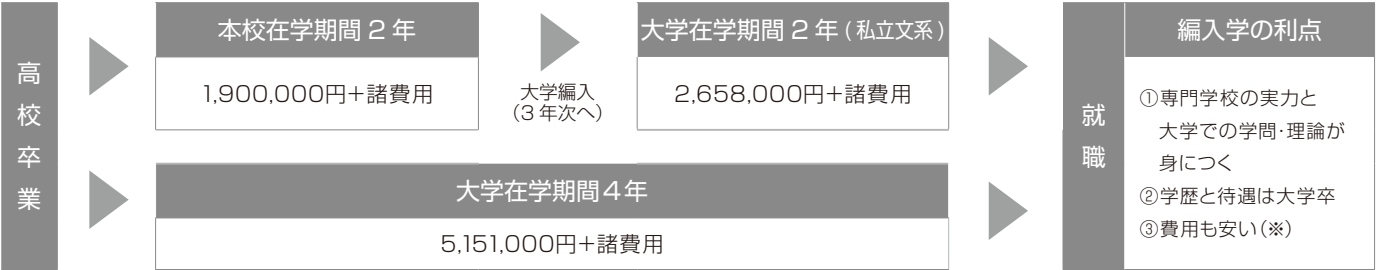 高校卒業
本校在学期間 2 年
1,900,000円＋諸費用
大学編入
（3 年次へ）
大学在学期間 2 年 ( 私立文系 )
2,658,000円＋諸費用
大学在学期間４年
5,151,000円＋諸費用
就職
編入学の利点
①専門学校の実力と
大学での学問・理論が
身につく
②学歴と待遇は大学卒
③費用も安い（※）